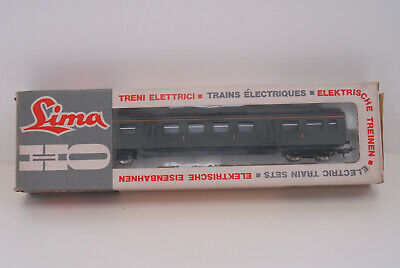 Lima
HO
TRENI ELETTRICI ▪ TRAINS ÉLECTRIQUES ▪ ELEKTRISCHE TREINEN ▪
ELECTRIC TRAIN SETS ▪ ELEKTRISCHE EISENBAHNEN